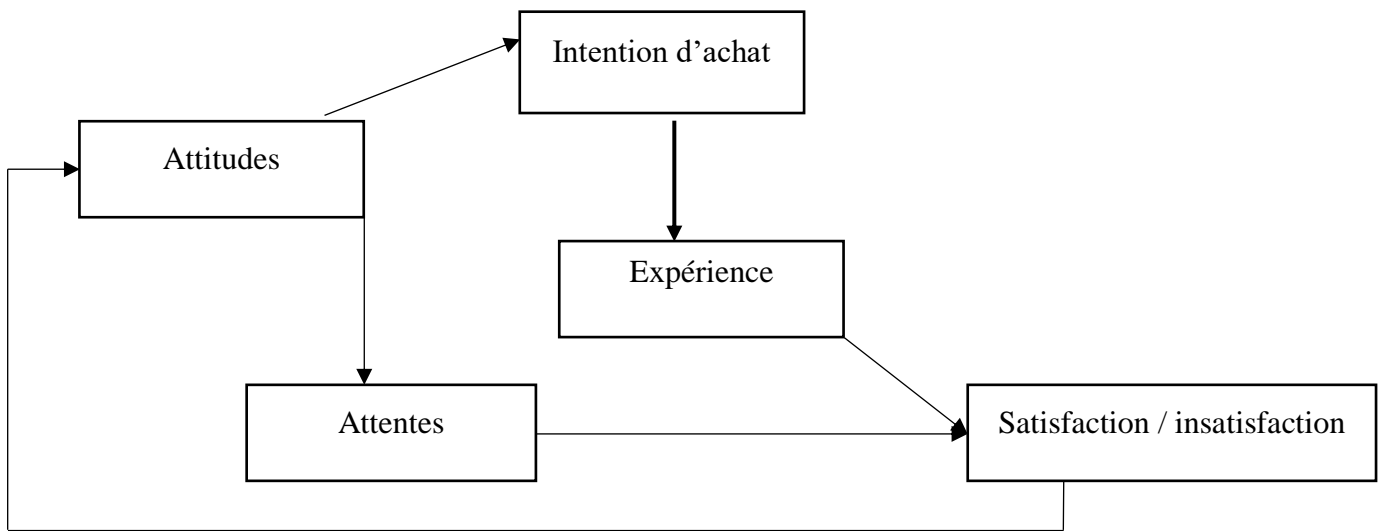 Intention d’achat
Attitudes
Expérience
Attentes
Satisfaction / insatisfaction